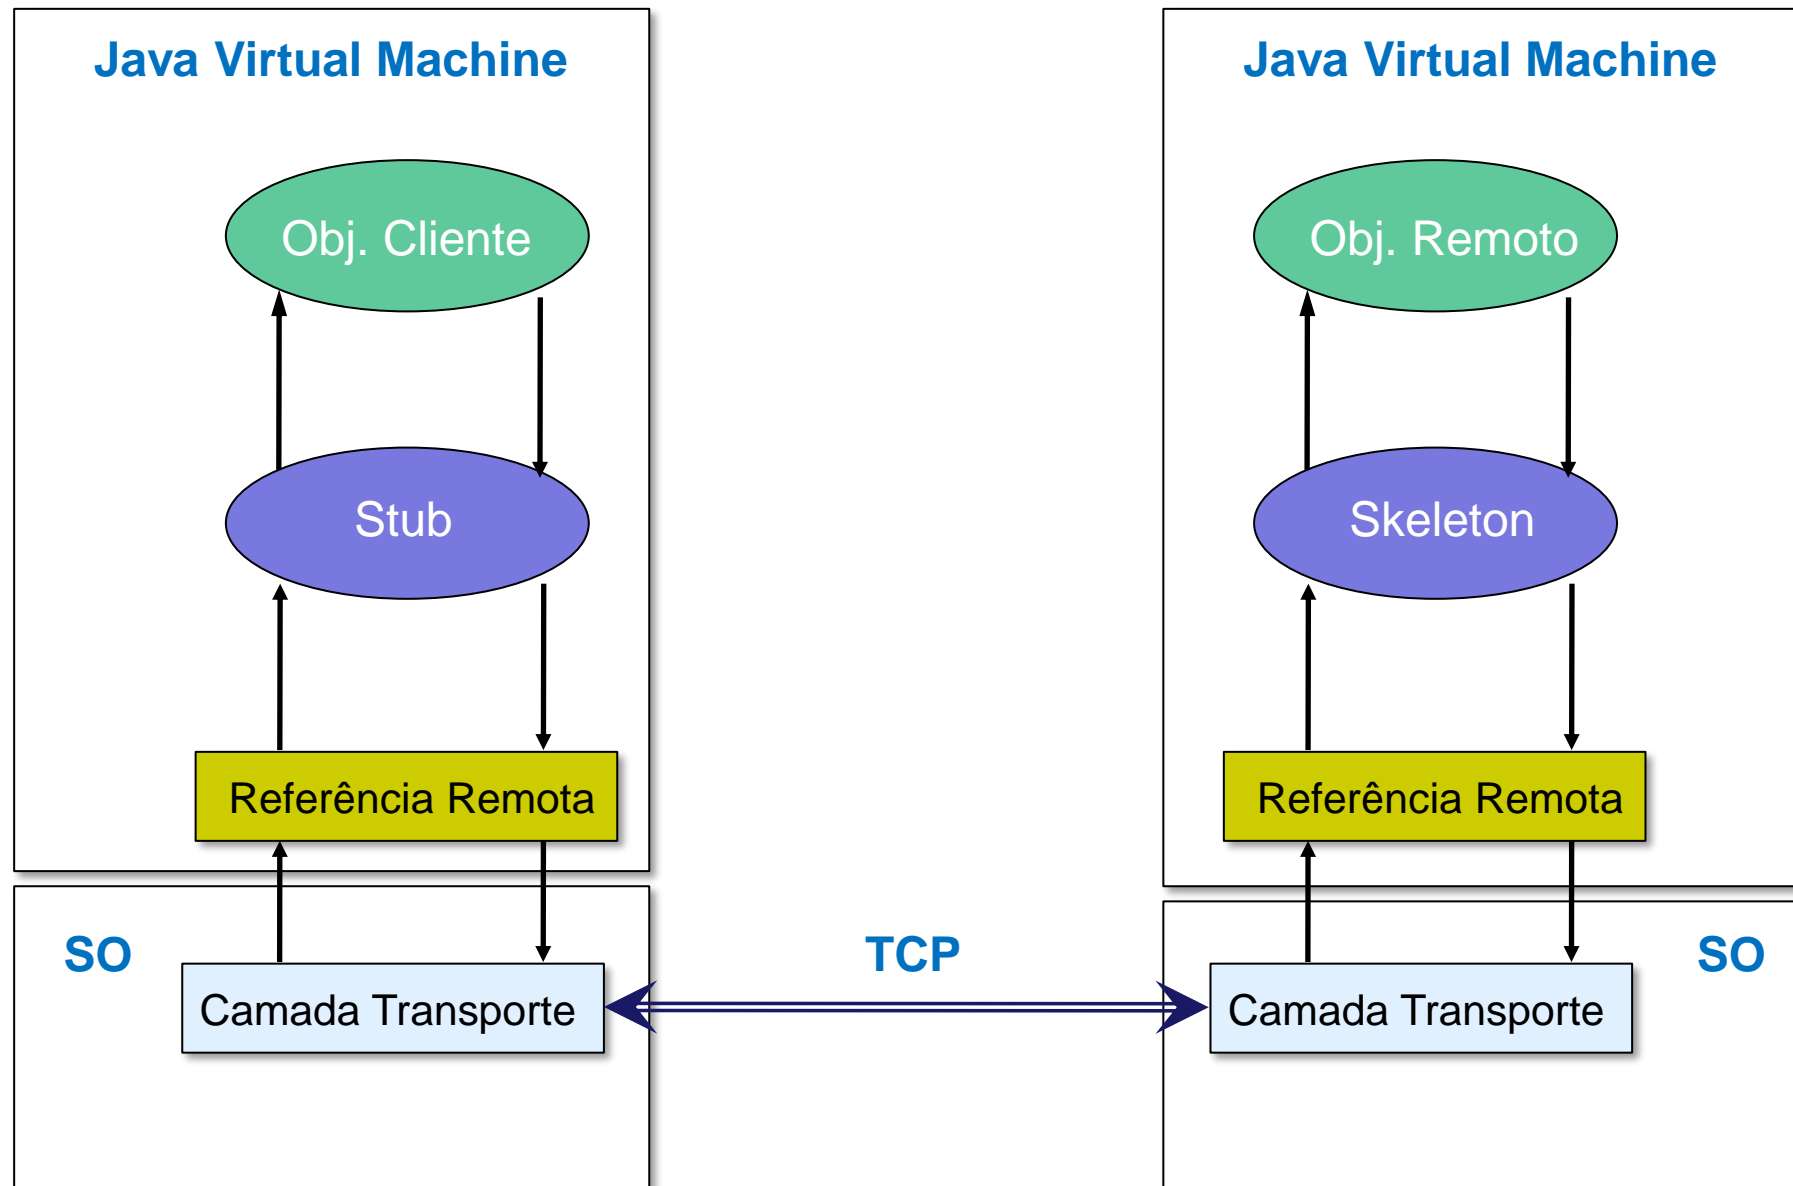 Java Virtual Machine
Obj. Cliente
Stub
Referência Remota
SO
Camada Transporte
TCP
Java Virtual Machine
Obj. Remoto
Skeleton
Referência Remota
SO
Camada Transporte